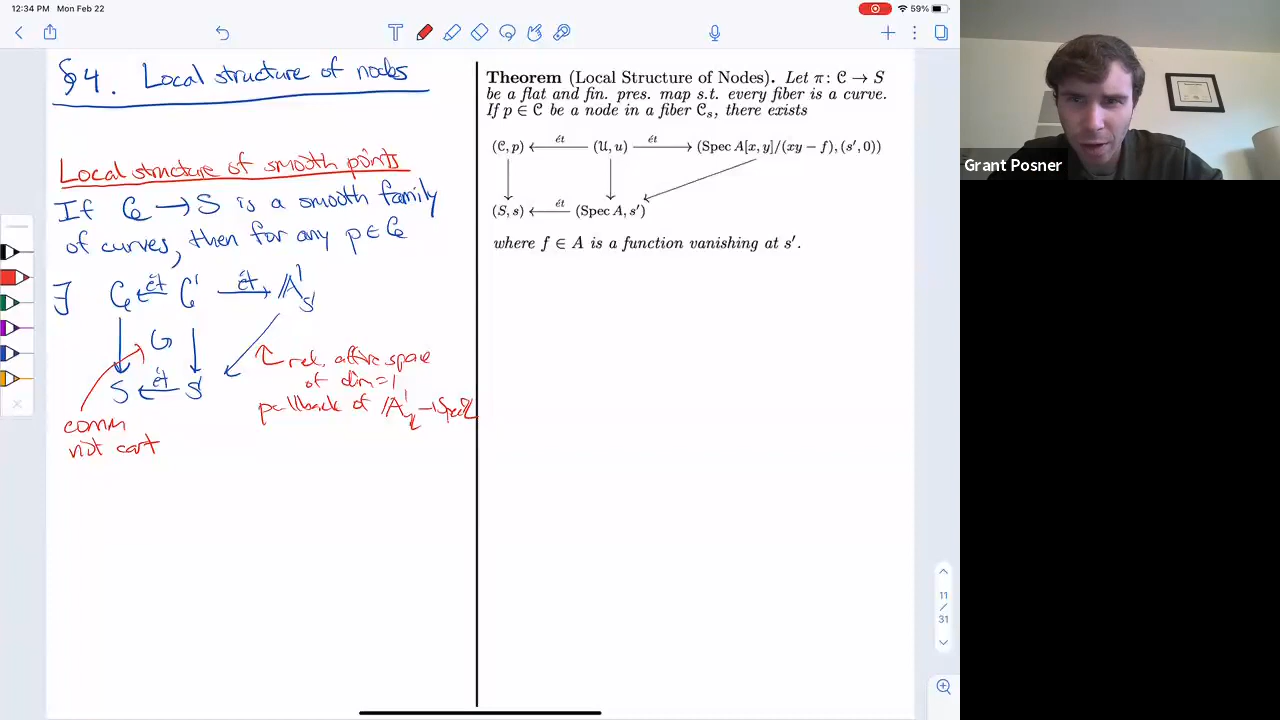 12:34 PM Mon Feb 22
59%
§4. Local structure of nodes
Local structure of smooth points
If 𝒞 → S is a smooth family
of curves, then for any p ∈ 𝒞
∃ 𝒞 ←ét 𝒞' ét→ 𝔸¹_S'
S ←ét S'
rel. affine space
of dim = 1
pullback of 𝔸¹_ℤ → Spec ℤ
comm
not cart
Theorem (Local Structure of Nodes). Let π: 𝒞 → S
be a flat and fin. pres. map s.t. every fiber is a curve.
If p ∈ 𝒞 be a node in a fiber 𝒞ₛ, there exists
(𝒞, p) ←ét (𝒰, u) ét→ (Spec A[x, y]/(xy − f), (s′, 0))
(S, s) ←ét (Spec A, s′)
where f ∈ A is a function vanishing at s′.
11
/
31
Grant Posner